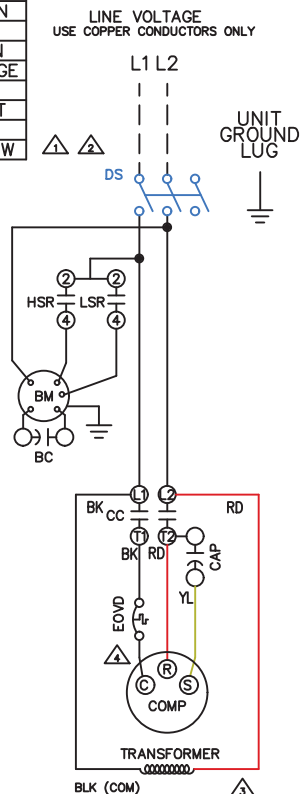 N
N
GE
T
W
LINE VOLTAGE
USE COPPER CONDUCTORS ONLY
L1 L2
1 2
UNIT
GROUND
LUG
DS
2 2
HSR LSR
4 4
BM
BC
L1 L2
BK CC RD
T1 T2
BK RD
CAP
YL
EOVD
4
R
C S
COMP
TRANSFORMER
BLK (COM)
3